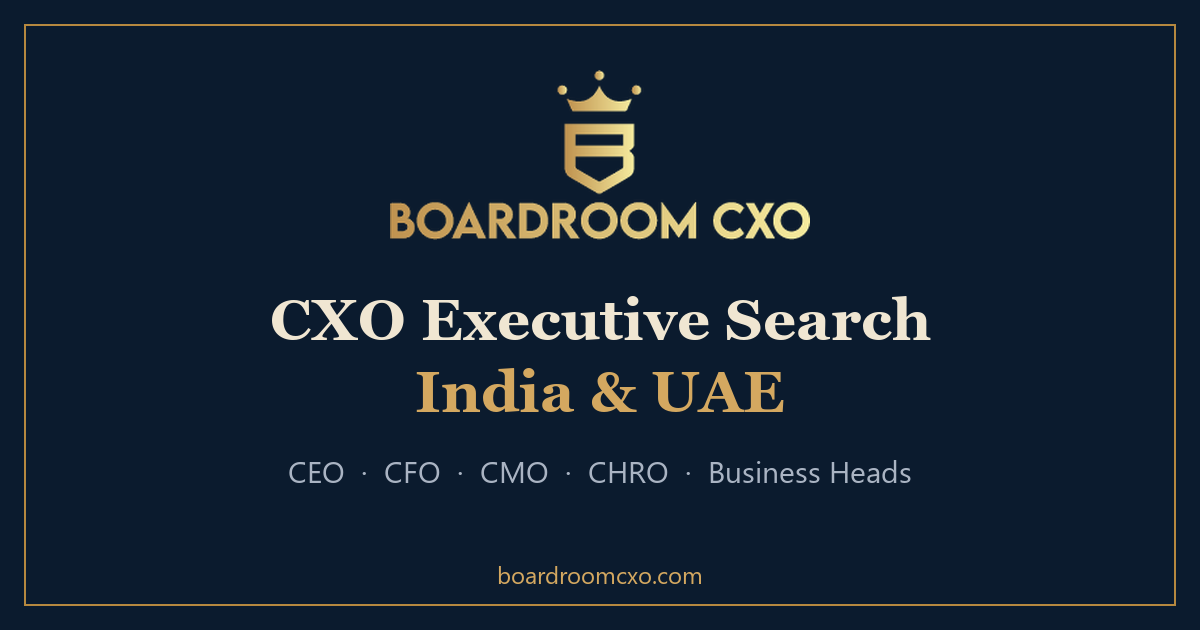 BOARDROOM CXO
CXO Executive Search
India & UAE
CEO · CFO · CMO · CHRO · Business Heads
boardroomcxo.com